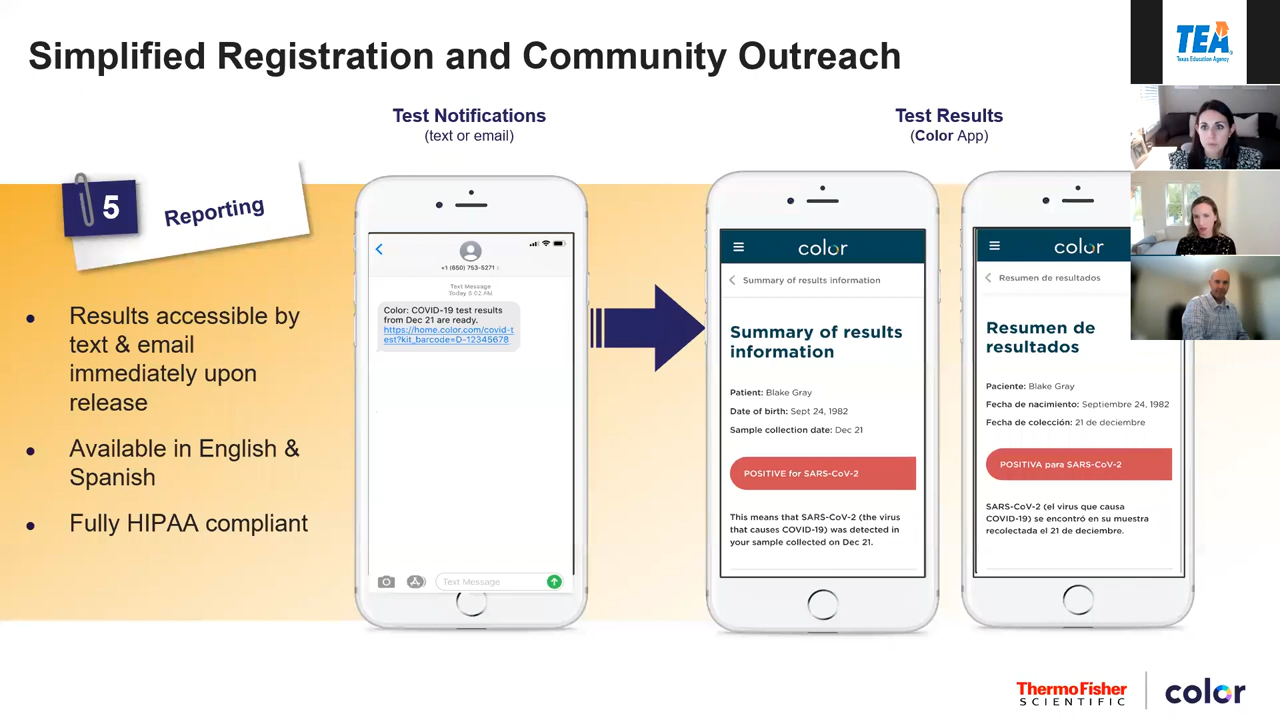 Simplified Registration and Community Outreach
TEA
Texas Education Agency
Test Notifications
(text or email)
Test Results
(Color App)
5
Reporting
Results accessible by
text & email
immediately upon
release
Available in English &
Spanish
Fully HIPAA compliant
+1 (650) 753-5271
Text Message
Today 5:02 AM
Color: COVID-19 test results
from Dec 21 are ready.
https://home.color.com/covid-t
est?kit_barcode=D-12345678
Text Message
color
Summary of results information
Summary of results
information
Patient: Blake Gray
Date of birth: Sept 24, 1982
Sample collection date: Dec 21
POSITIVE for SARS-CoV-2
This means that SARS-CoV-2 (the virus
that causes COVID-19) was detected in
your sample collected on Dec 21.
color
Resumen de resultados
Resumen de
resultados
Paciente: Blake Gray
Fecha de nacimiento: Septiembre 24, 1982
Fecha de colección: 21 de deciembre
POSITIVA para SARS-CoV-2
SARS-CoV-2 (el virus que causa
COVID-19) se encontró en su muestra
recolectada el 21 de deciembre.
ThermoFisher
SCIENTIFIC
color